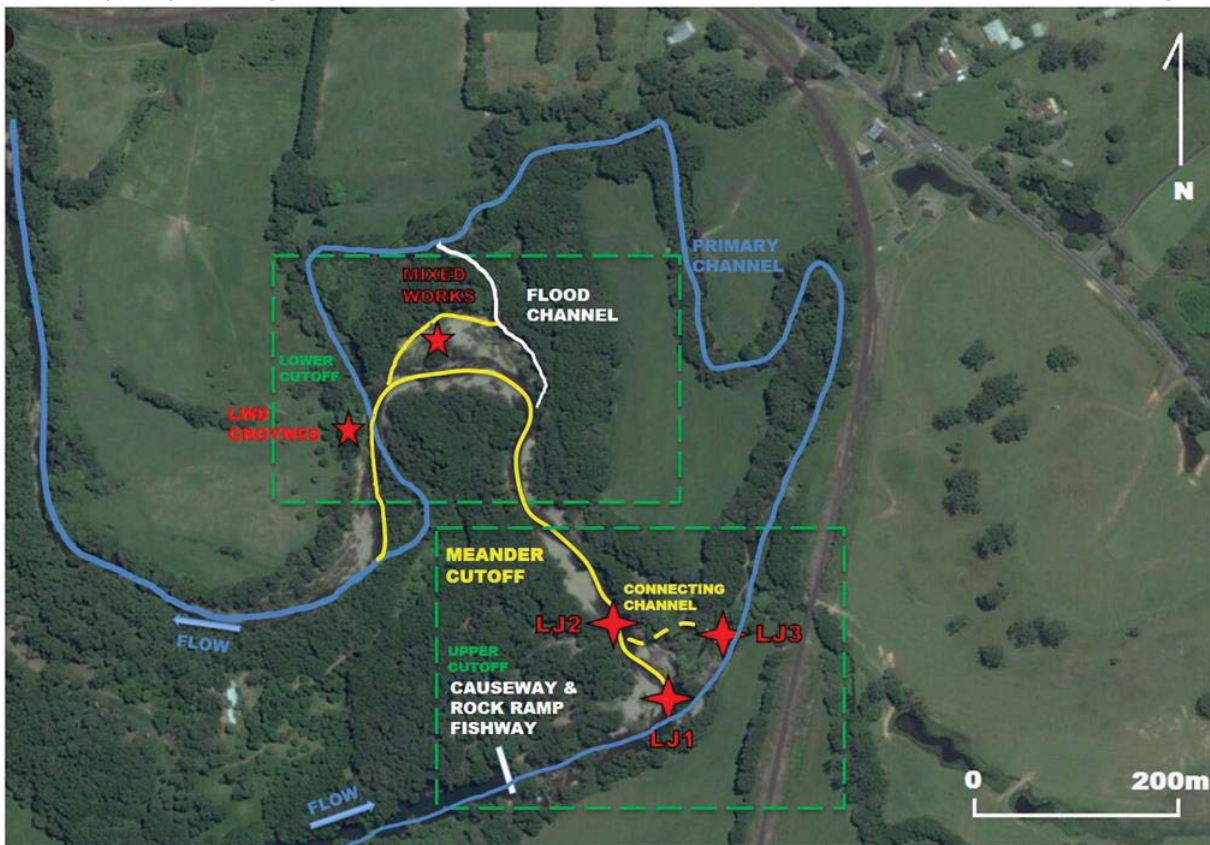 N
PRIMARY
CHANNEL
MIXED
WORKS
FLOOD
CHANNEL
LOWER
CUTOFF
LWD
GROYNES
MEANDER
CUTOFF
CONNECTING
CHANNEL
LJ2
LJ3
FLOW
UPPER
CUTOFF
CAUSEWAY &
ROCK RAMP
FISHWAY
LJ1
0 200m
FLOW